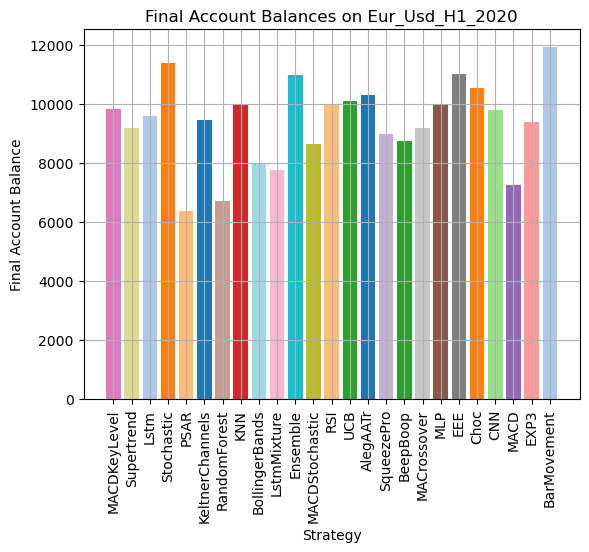 Final Account Balances on Eur_Usd_H1_2020
Final Account Balance
12000
10000
8000
6000
4000
2000
0
MACDKeyLevel
Supertrend
Lstm
Stochastic
PSAR
KeltnerChannels
RandomForest
KNN
BollingerBands
LstmMixture
Ensemble
MACDStochastic
RSI
UCB
AlegAATr
SqueezePro
BeepBoop
MACrossover
MLP
EEE
Choc
CNN
MACD
EXP3
BarMovement
Strategy